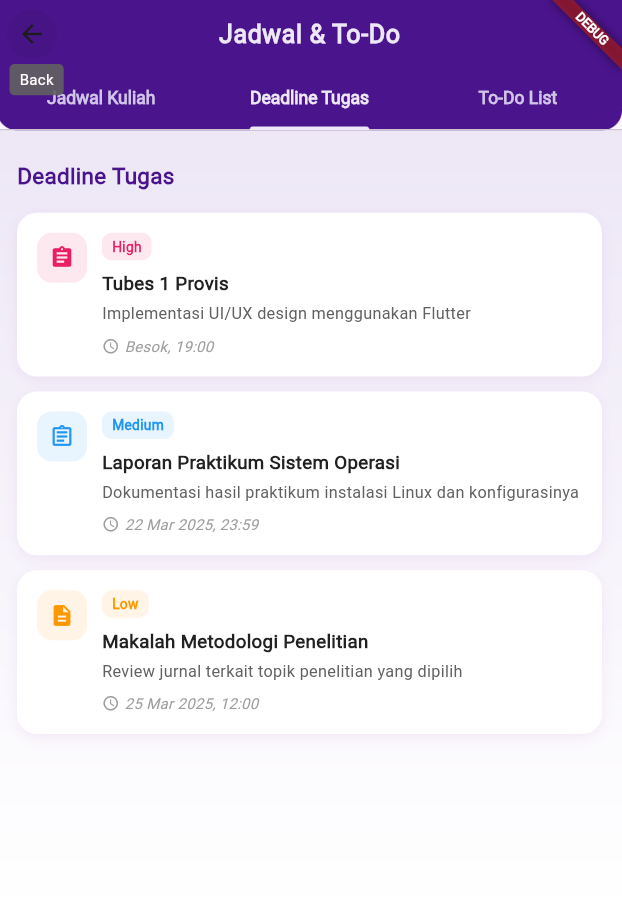 Jadwal & To-Do
DEBUG
Back
Jadwal Kuliah
Deadline Tugas
To-Do List
Deadline Tugas
High
Tubes 1 Provis
Implementasi UI/UX design menggunakan Flutter
Besok, 19:00
Medium
Laporan Praktikum Sistem Operasi
Dokumentasi hasil praktikum instalasi Linux dan konfigurasinya
22 Mar 2025, 23:59
Low
Makalah Metodologi Penelitian
Review jurnal terkait topik penelitian yang dipilih
25 Mar 2025, 12:00